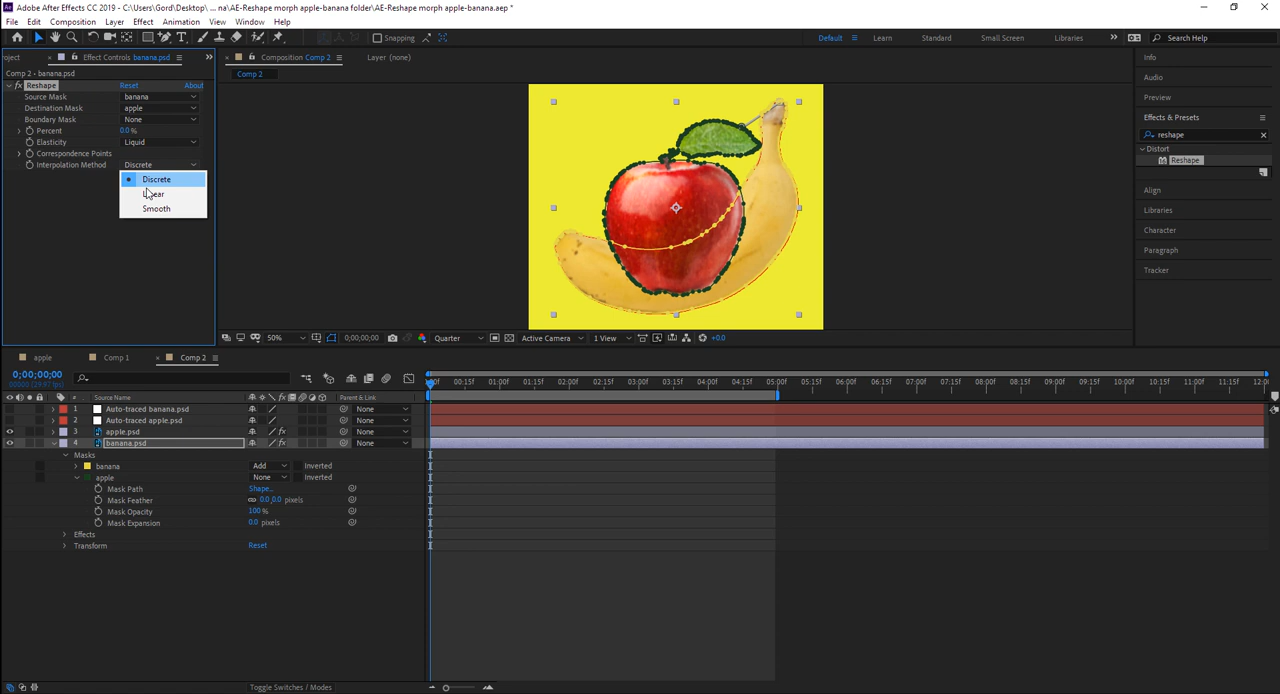 Adobe After Effects CC 2019 - C:\Users\Gord\Desktop\ ... na\AE-Reshape morph apple-banana folder\AE-Reshape morph apple-banana.aep *
File Edit Composition Layer Effect Animation View Window Help
Snapping Default Learn Standard Small Screen Libraries Search Help
roject Effect Controls banana.psd Composition Comp 2 Layer (none)
Comp 2 - banana.psd
Comp 2
fx Reshape Reset About
Source Mask banana
Destination Mask apple
Boundary Mask None
Percent 0.0 %
Elasticity Liquid
Correspondence Points
Interpolation Method Discrete
Discrete
Linear
Smooth
Info
Audio
Preview
Effects & Presets
reshape
Distort
Reshape
Align
Libraries
Character
Paragraph
Tracker
50% 0;00;00;00 Quarter Active Camera 1 View +0.0
apple Comp 1 Comp 2
0;00;00;00
00000 (29.97 fps)
:00f 00:15f 01:00f 01:15f 02:00f 02:15f 03:00f 03:15f 04:00f 04:15f 05:00f 05:15f 06:00f 06:15f 07:00f 07:15f 08:00f 08:15f 09:00f 09:15f 10:00f 10:15f 11:00f 11:15f 12:00
# Source Name Parent & Link
1 Auto-traced banana.psd None
2 Auto-traced apple.psd None
3 apple.psd None
4 banana.psd None
Masks
banana Add Inverted
apple None Inverted
Mask Path Shape...
Mask Feather 0.0,0.0 pixels
Mask Opacity 100%
Mask Expansion 0.0 pixels
Effects
Transform Reset
Toggle Switches / Modes